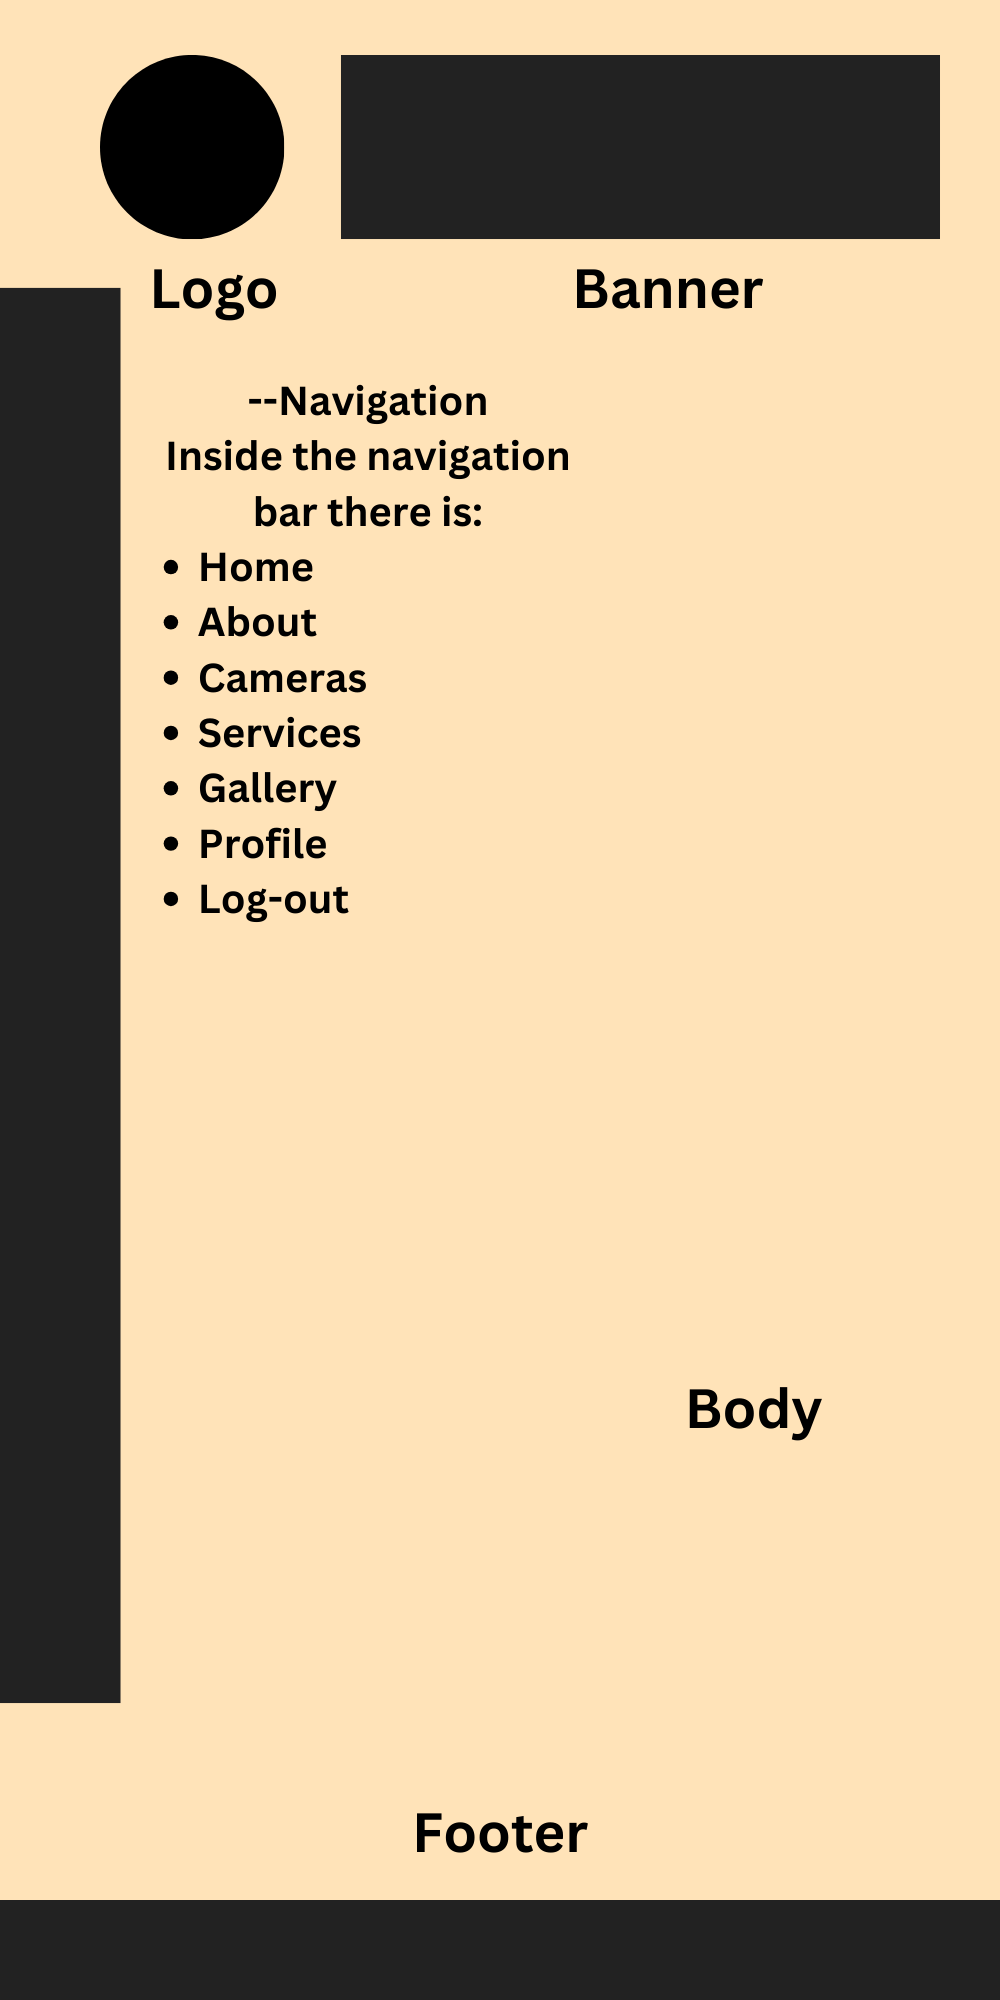 Logo
Banner
--Navigation
Inside the navigation
bar there is:
• Home
• About
• Cameras
• Services
• Gallery
• Profile
• Log-out
Body
Footer